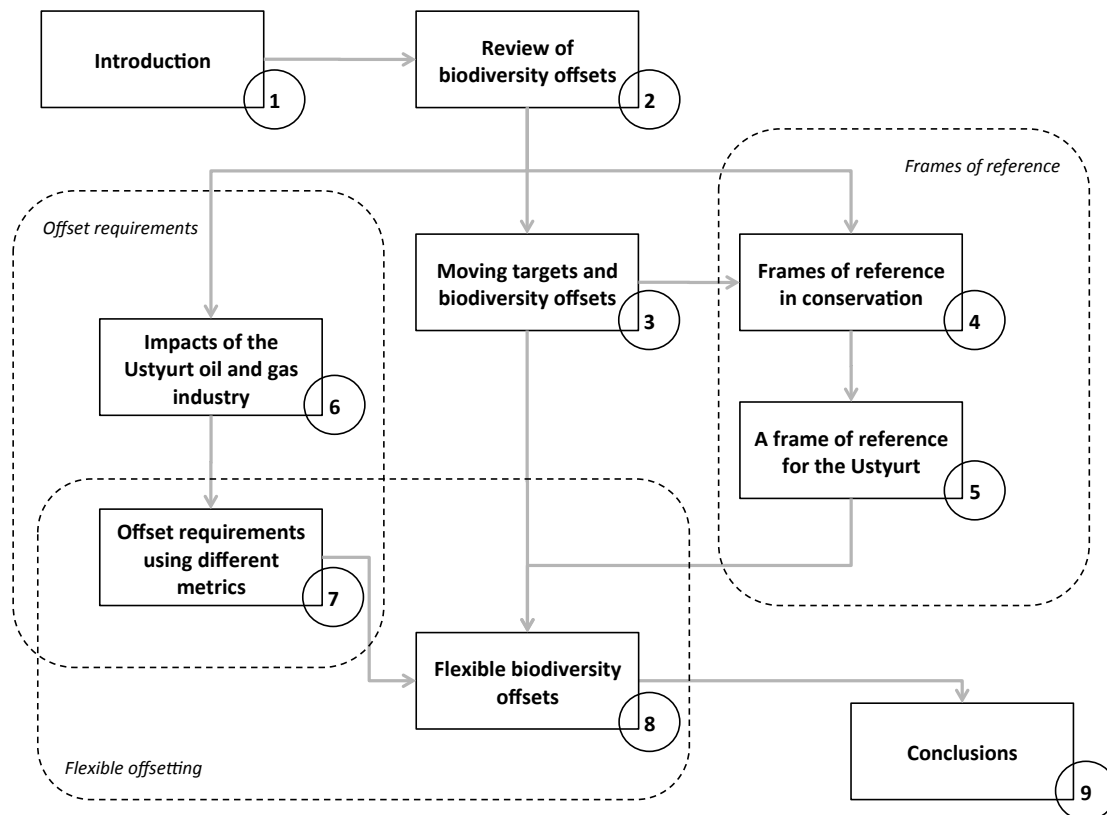 Introduction
1
Review of
biodiversity offsets
2
Frames of reference
Offset requirements
Moving targets and
biodiversity offsets
3
Frames of reference
in conservation
4
Impacts of the
Ustyurt oil and gas
industry
6
A frame of reference
for the Ustyurt
5
Offset requirements
using different
metrics
7
Flexible biodiversity
offsets
8
Flexible offsetting
Conclusions
9